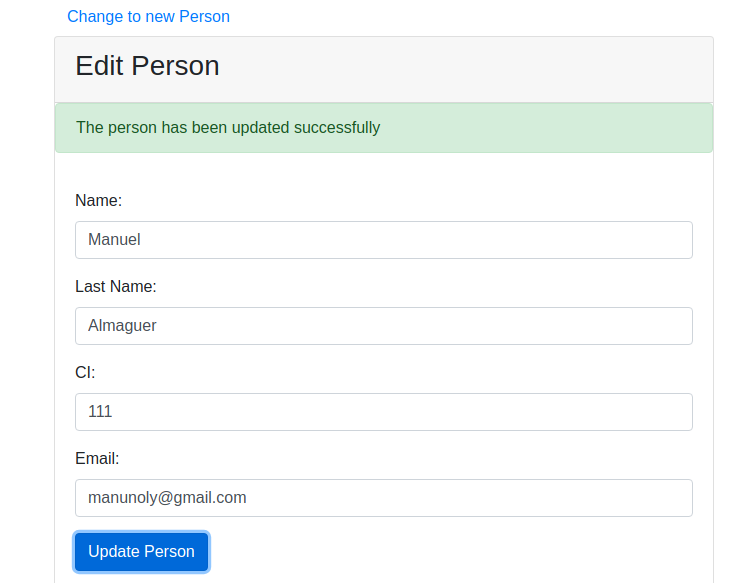 Change to new Person
Edit Person
The person has been updated successfully
Name:
Manuel
Last Name:
Almaguer
CI:
111
Email:
manunoly@gmail.com
Update Person